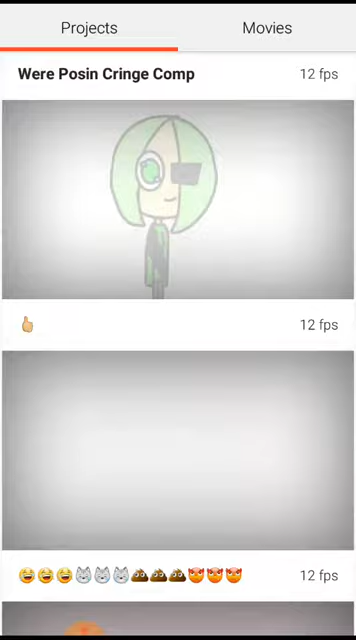 Projects Movies
Were Posin Cringe Comp 12 fps
👍🏼 12 fps
😄😄😄🐺🐺🐺💩💩💩👹👹👹 12 fps